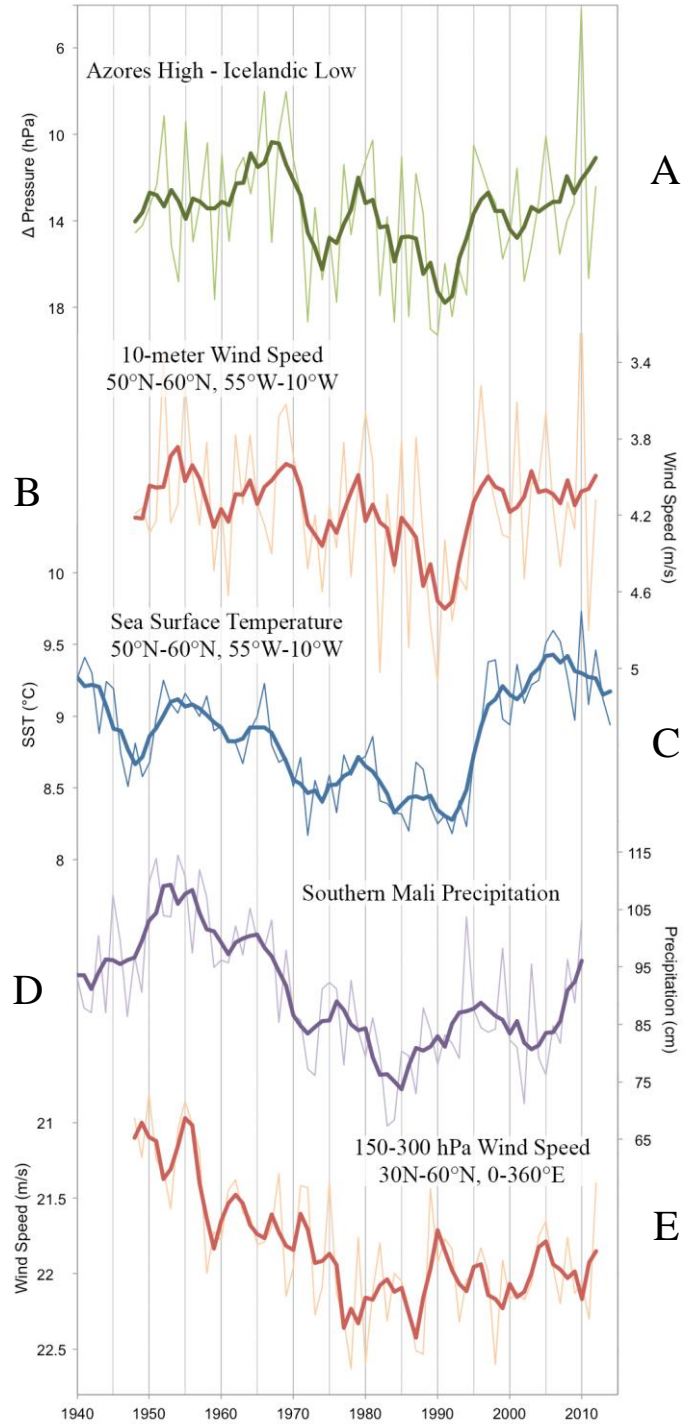 Azores High - Icelandic Low
A
Δ Pressure (hPa)
6
10
14
18
10-meter Wind Speed
50°N-60°N, 55°W-10°W
B
Wind Speed (m/s)
3.4
3.8
4.2
4.6
5
Sea Surface Temperature
50°N-60°N, 55°W-10°W
C
SST (°C)
10
9.5
9
8.5
8
Southern Mali Precipitation
D
Precipitation (cm)
115
105
95
85
75
65
150-300 hPa Wind Speed
30N-60°N, 0-360°E
E
Wind Speed (m/s)
21
21.5
22
22.5
1940 1950 1960 1970 1980 1990 2000 2010